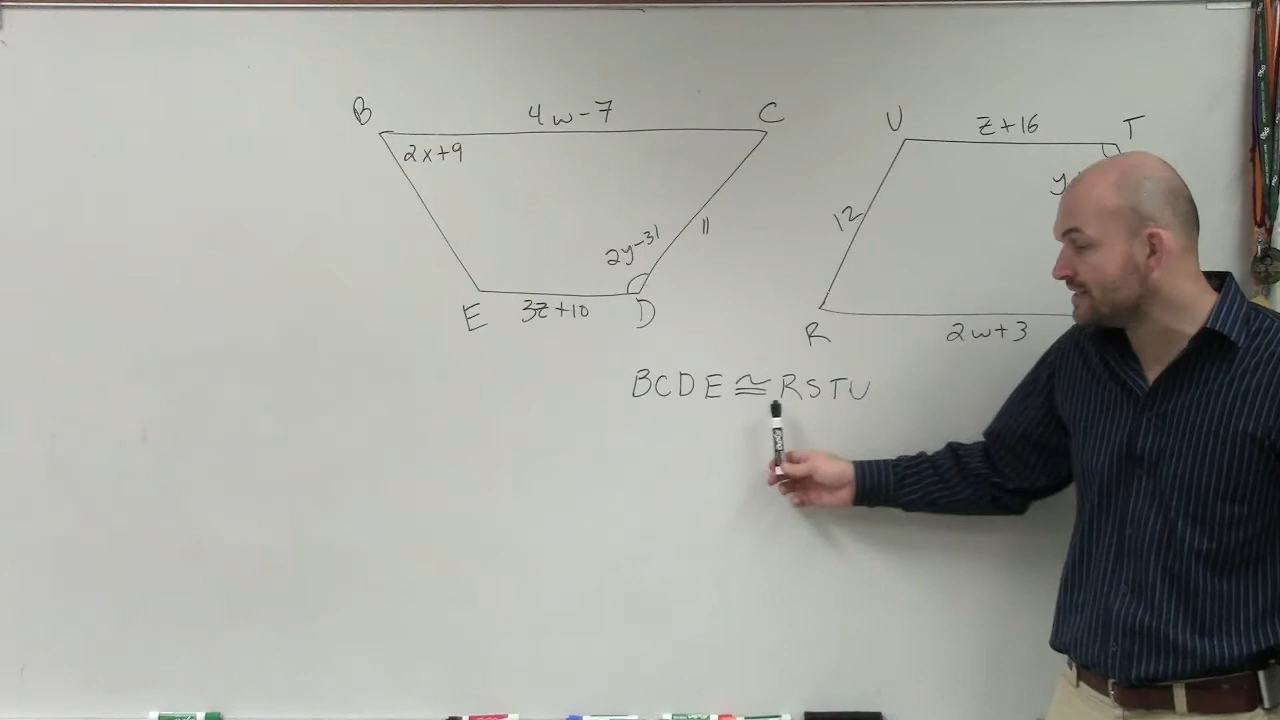 B 4w-7 C
2x+9
2y-31
11
E 3z+10 D
U z+16 T
y
12
R 2w+3
BCDE≅RSTU